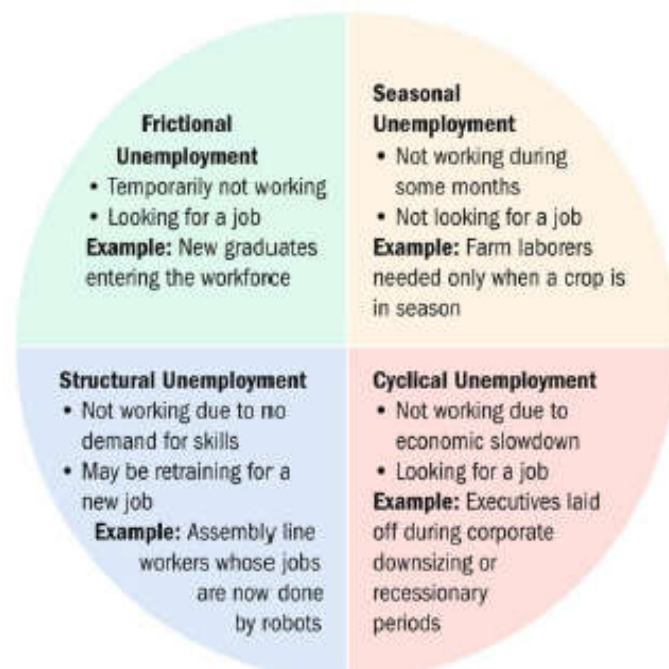 Frictional
Unemployment
• Temporarily not working
• Looking for a job
Example: New graduates
entering the workforce
Seasonal
Unemployment
• Not working during
some months
• Not looking for a job
Example: Farm laborers
needed only when a crop is
in season
Structural Unemployment
• Not working due to no
demand for skills
• May be retraining for a
new job
Example: Assembly line
workers whose jobs
are now done
by robots
Cyclical Unemployment
• Not working due to
economic slowdown
• Looking for a job
Example: Executives laid
off during corporate
downsizing or
recessionary
periods